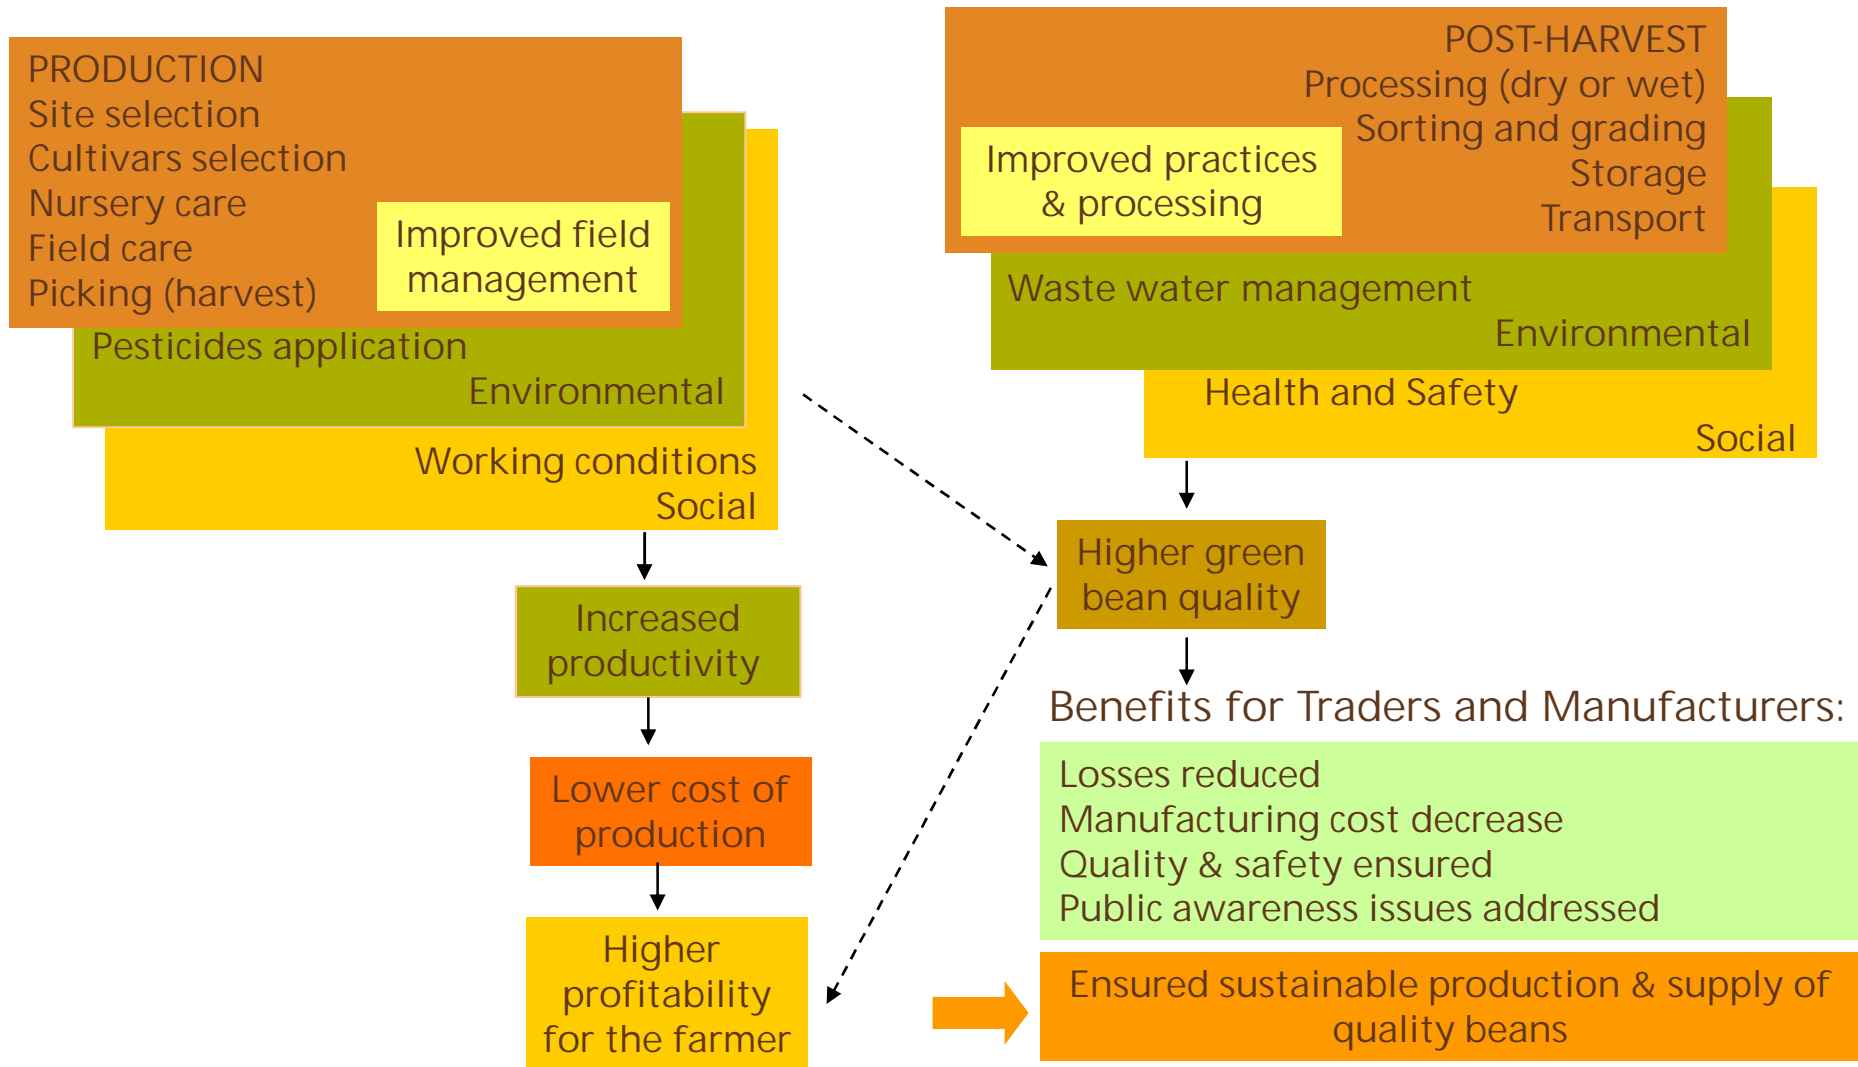 PRODUCTION
Site selection
Cultivars selection
Nursery care
Field care
Picking (harvest)
Improved field
management
Pesticides application
Environmental
Working conditions
Social
POST-HARVEST
Processing (dry or wet)
Sorting and grading
Storage
Transport
Improved practices
& processing
Waste water management
Environmental
Health and Safety
Social
Increased
productivity
Lower cost of
production
Higher
profitability
for the farmer
Higher green
bean quality
Benefits for Traders and Manufacturers:
Losses reduced
Manufacturing cost decrease
Quality & safety ensured
Public awareness issues addressed
Ensured sustainable production & supply of
quality beans